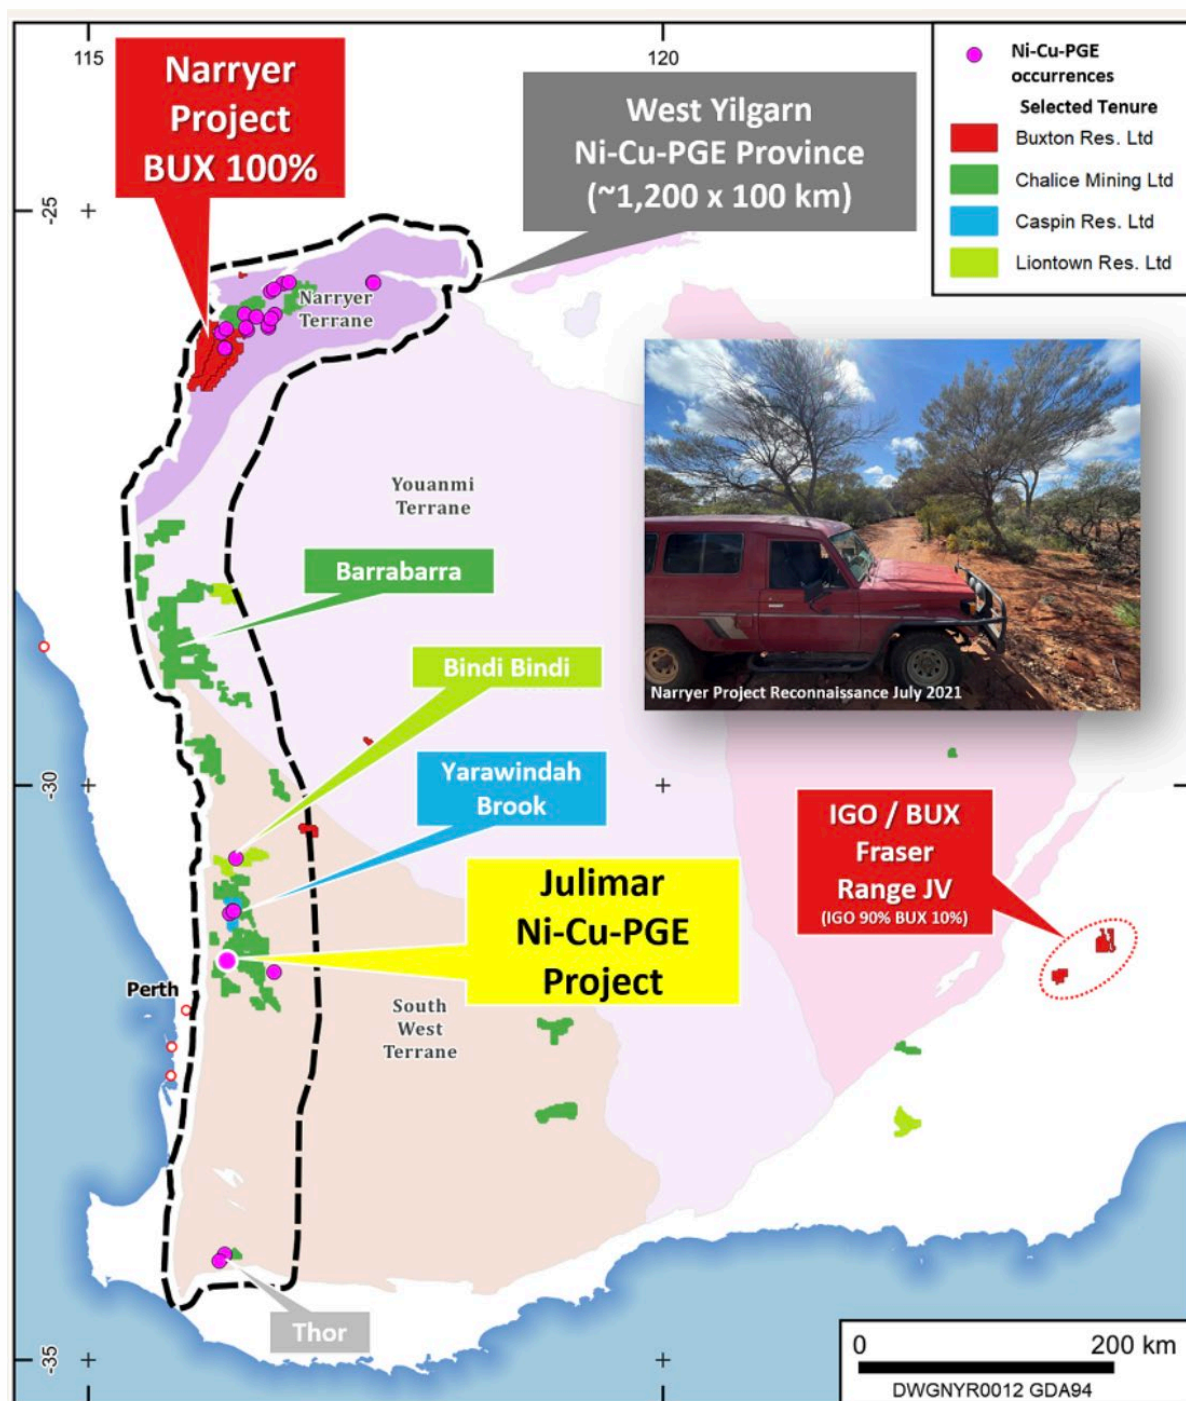 115
120
Narryer
Project
BUX 100%
West Yilgarn
Ni-Cu-PGE Province
(~1,200 x 100 km)
Ni-Cu-PGE
occurrences
Selected Tenure
Buxton Res. Ltd
Chalice Mining Ltd
Caspin Res. Ltd
Liontown Res. Ltd
-25
Narryer
Terrane
Youanmi
Terrane
Barrabarra
Bindi Bindi
Narryer Project Reconnaissance July 2021
-30
Yarawindah
Brook
IGO / BUX
Fraser
Range JV
(IGO 90% BUX 10%)
Julimar
Ni-Cu-PGE
Project
Perth
South
West
Terrane
Thor
-35
0
200 km
DWGNYR0012 GDA94